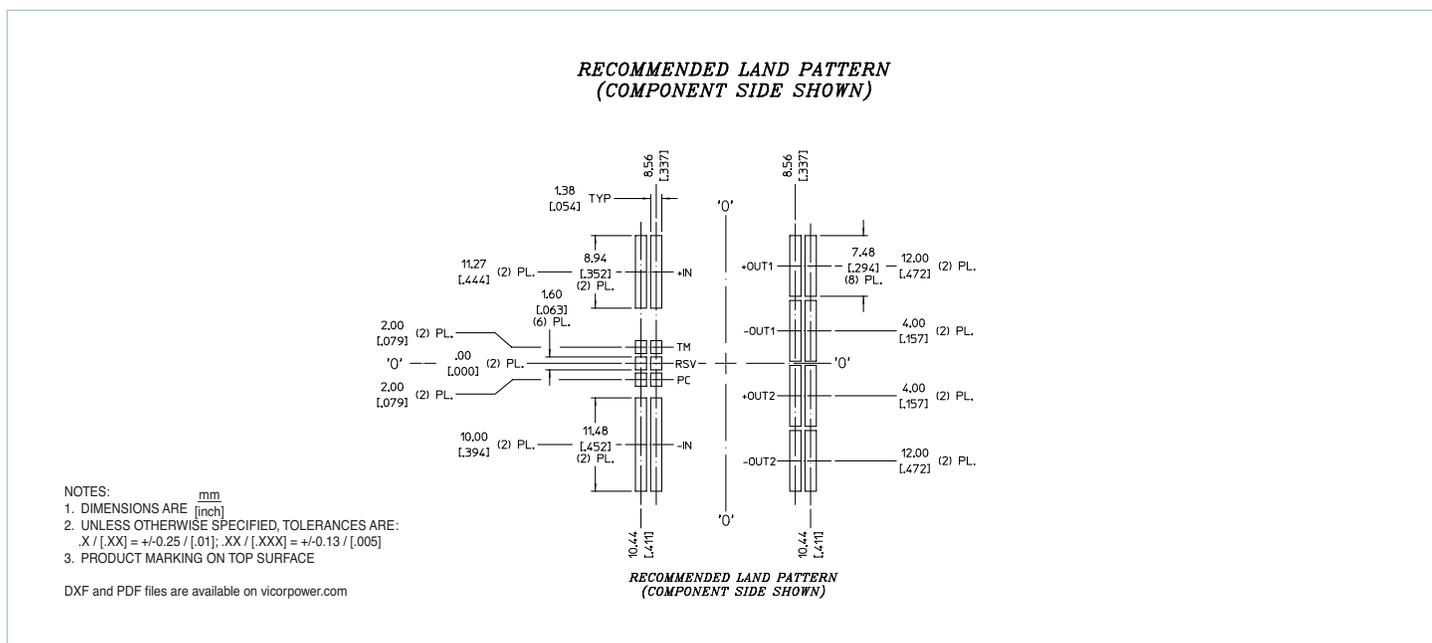 RECOMMENDED LAND PATTERN
(COMPONENT SIDE SHOWN)
8.56
[.337]
8.56
[.337]
1.38
[.054]
TYP
'0'
11.27
[.444]
(2) PL.
8.94
[.352]
(2) PL.
+IN
+OUT1
7.48
[.294]
(8) PL.
12.00
[.472]
(2) PL.
1.60
[.063]
(6) PL.
2.00
[.079]
(2) PL.
TM
-OUT1
4.00
[.157]
(2) PL.
'0'
.00
[.000]
(2) PL.
RSV
'0'
2.00
[.079]
(2) PL.
PC
+OUT2
4.00
[.157]
(2) PL.
10.00
[.394]
(2) PL.
11.48
[.452]
(2) PL.
-IN
-OUT2
12.00
[.472]
(2) PL.
'0'
10.44
[.411]
10.44
[.411]
RECOMMENDED LAND PATTERN
(COMPONENT SIDE SHOWN)
NOTES:
1. DIMENSIONS ARE mm
[inch]
2. UNLESS OTHERWISE SPECIFIED, TOLERANCES ARE:
.X / [.XX] = +/-0.25 / [.01]; .XX / [.XXX] = +/-0.13 / [.005]
3. PRODUCT MARKING ON TOP SURFACE
DXF and PDF files are available on vicorpower.com